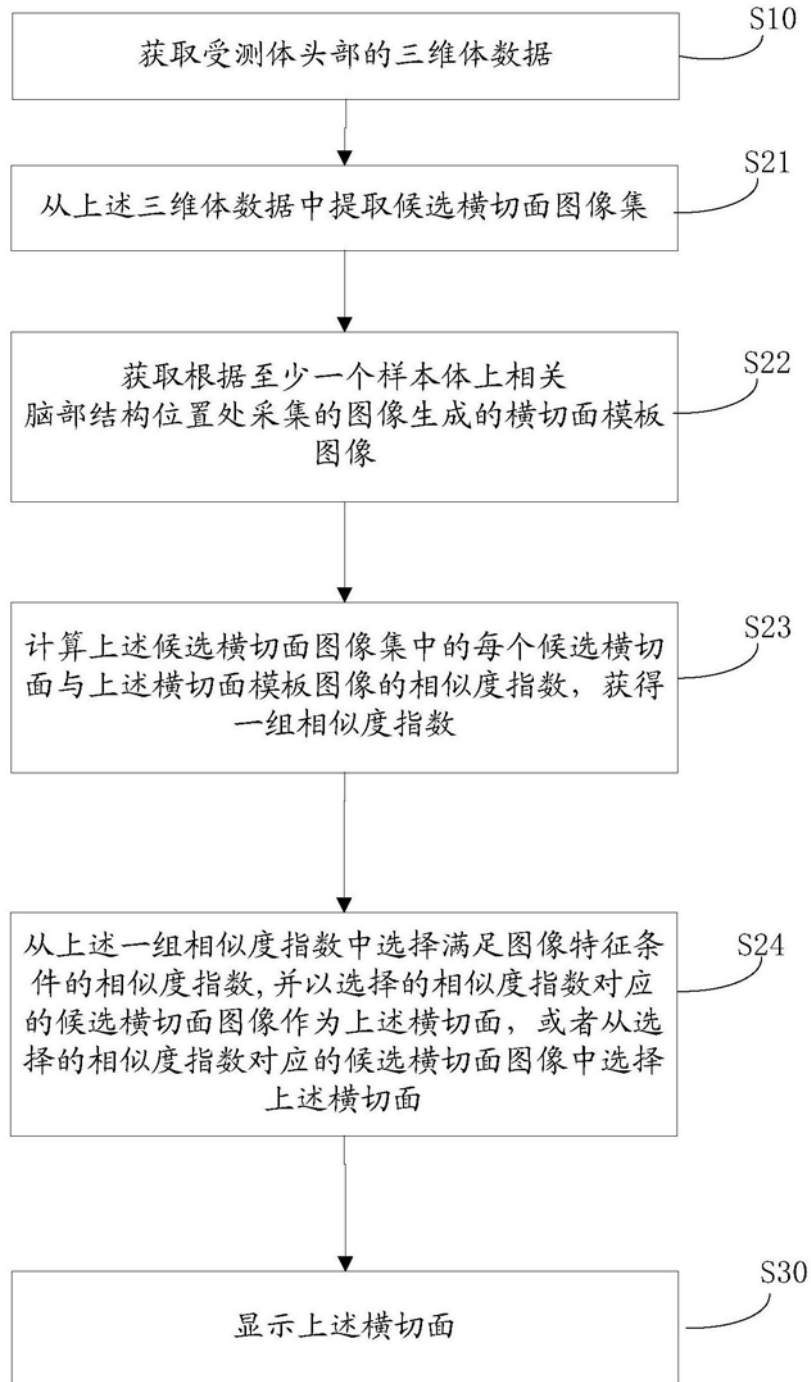 S10
获取受测体头部的三维体数据
S21
从上述三维体数据中提取候选横切面图像集
S22
获取根据至少一个样本体上相关
脑部结构位置处采集的图像生成的横切面模板
图像
S23
计算上述候选横切面图像集中的每个候选横切
面与上述横切面模板图像的相似度指数，获得
一组相似度指数
S24
从上述一组相似度指数中选择满足图像特征条
件的相似度指数,并以选择的相似度指数对应
的候选横切面图像作为上述横切面，或者从选
择的相似度指数对应的候选横切面图像中选择
上述横切面
S30
显示上述横切面